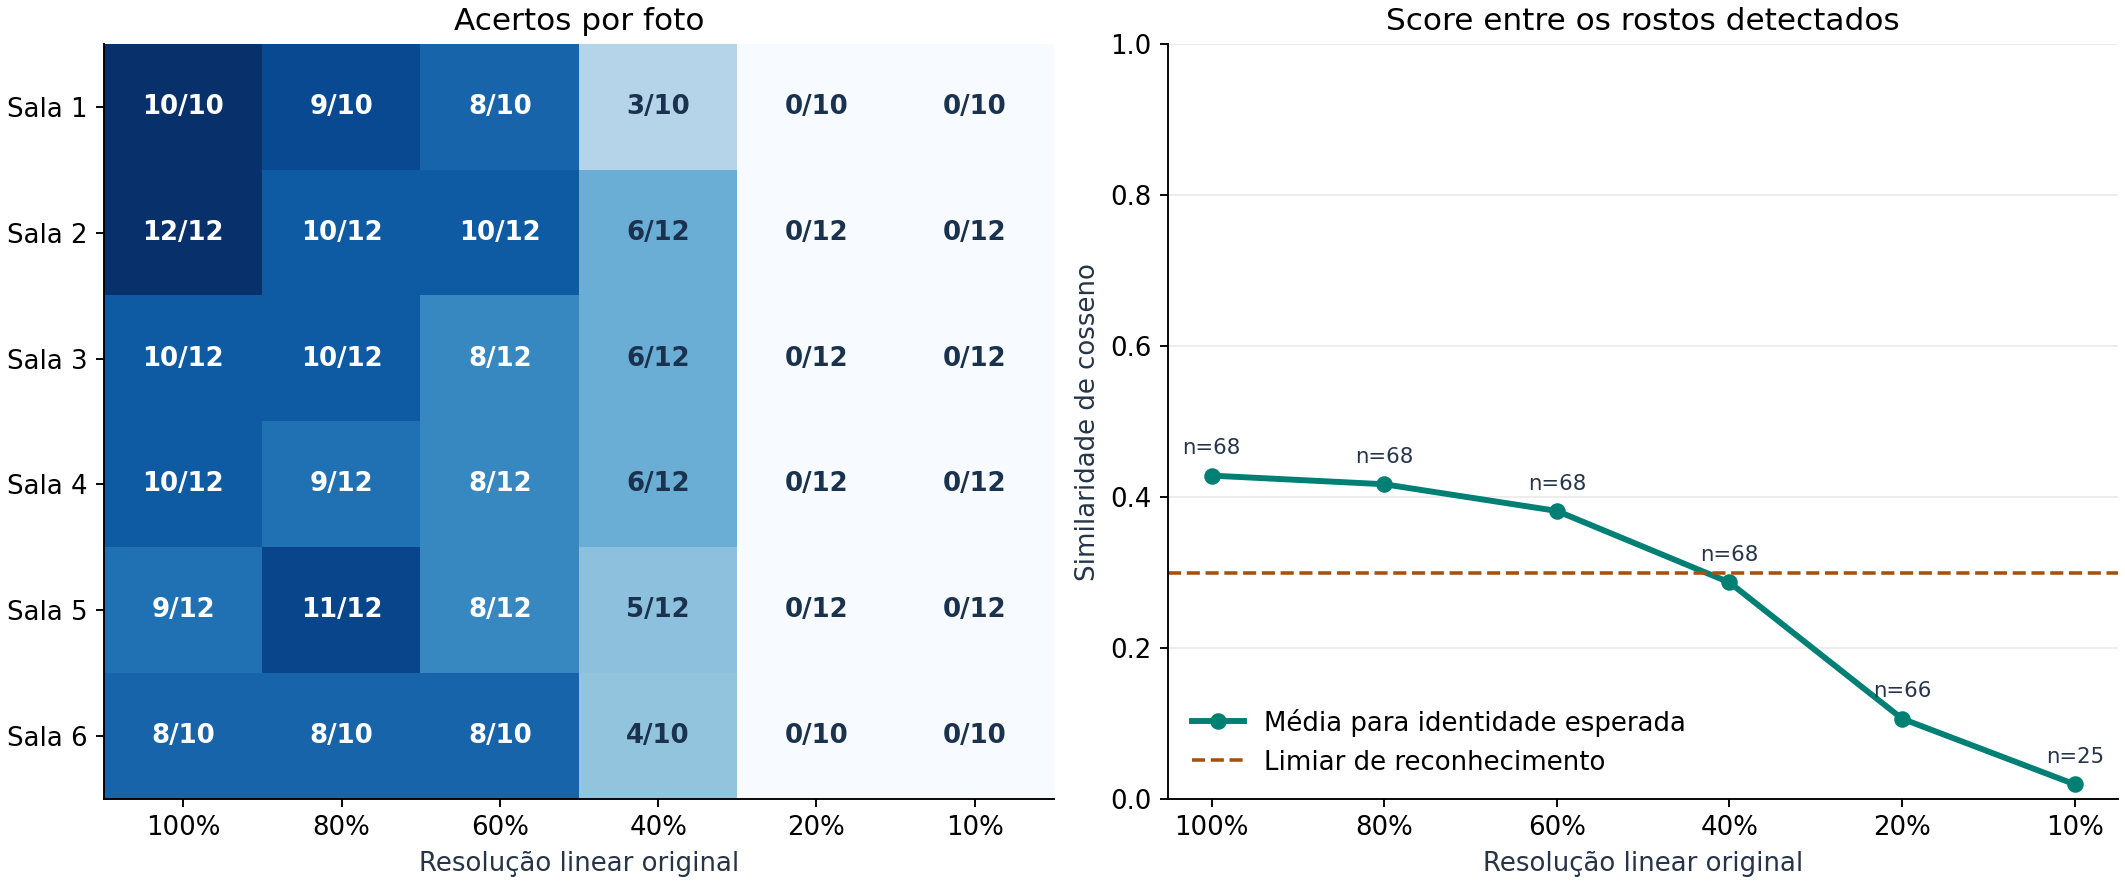 Acertos por foto
Sala 1 10/10 9/10 8/10 3/10 0/10 0/10
Sala 2 12/12 10/12 10/12 6/12 0/12 0/12
Sala 3 10/12 10/12 8/12 6/12 0/12 0/12
Sala 4 10/12 9/12 8/12 6/12 0/12 0/12
Sala 5 9/12 11/12 8/12 5/12 0/12 0/12
Sala 6 8/10 8/10 8/10 4/10 0/10 0/10
100% 80% 60% 40% 20% 10%
Resolução linear original
Score entre os rostos detectados
Similaridade de cosseno
1.0
0.8
0.6
0.4
0.2
0.0
n=68
n=68
n=68
n=68
n=66
n=25
Média para identidade esperada
Limiar de reconhecimento
100% 80% 60% 40% 20% 10%
Resolução linear original